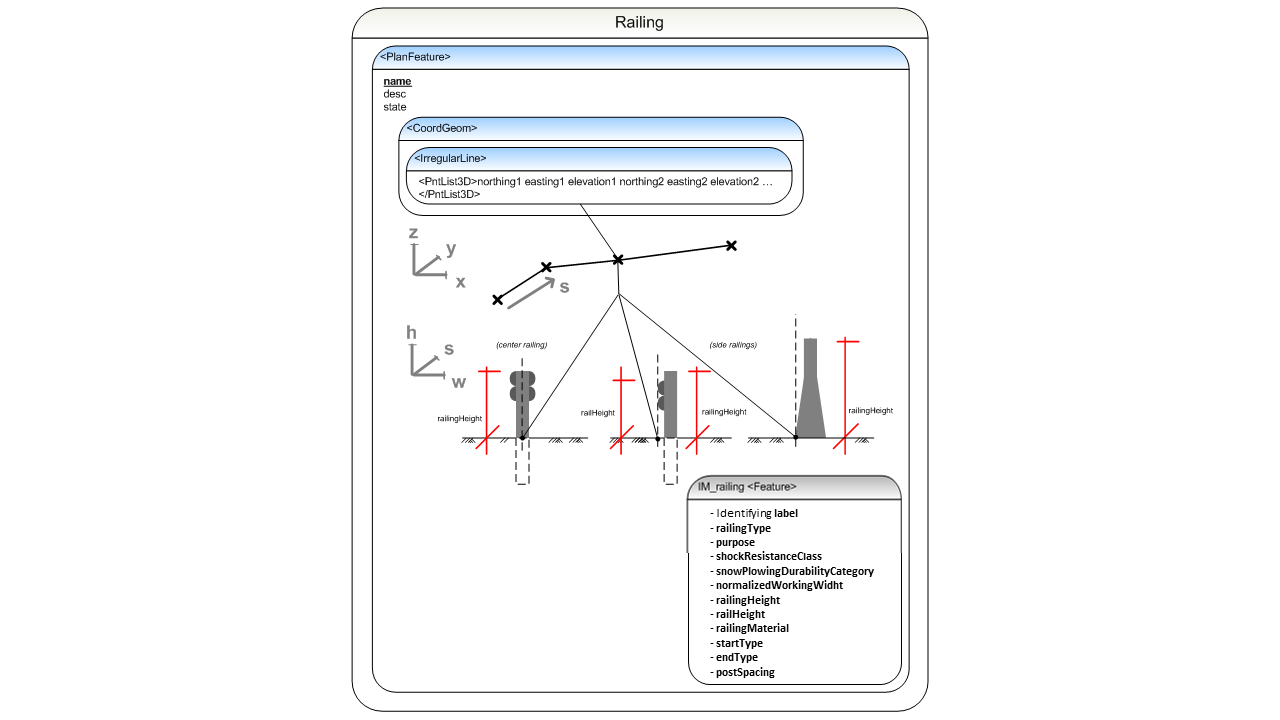 Railing
<PlanFeature>
name
desc
state
<CoordGeom>
<IrregularLine>
<PntList3D>northing1 easting1 elevation1 northing2 easting2 elevation2 …
</PntList3D>
z
y
x
s
h
s
w
(center railing)
(side railings)
railingHeight
railHeight
railingHeight
railingHeight
IM_railing <Feature>
- Identifying label
- railingType
- purpose
- shockResistanceClass
- snowPlowingDurabilityCategory
- normalizedWorkingWidht
- railingHeight
- railHeight
- railingMaterial
- startType
- endType
- postSpacing